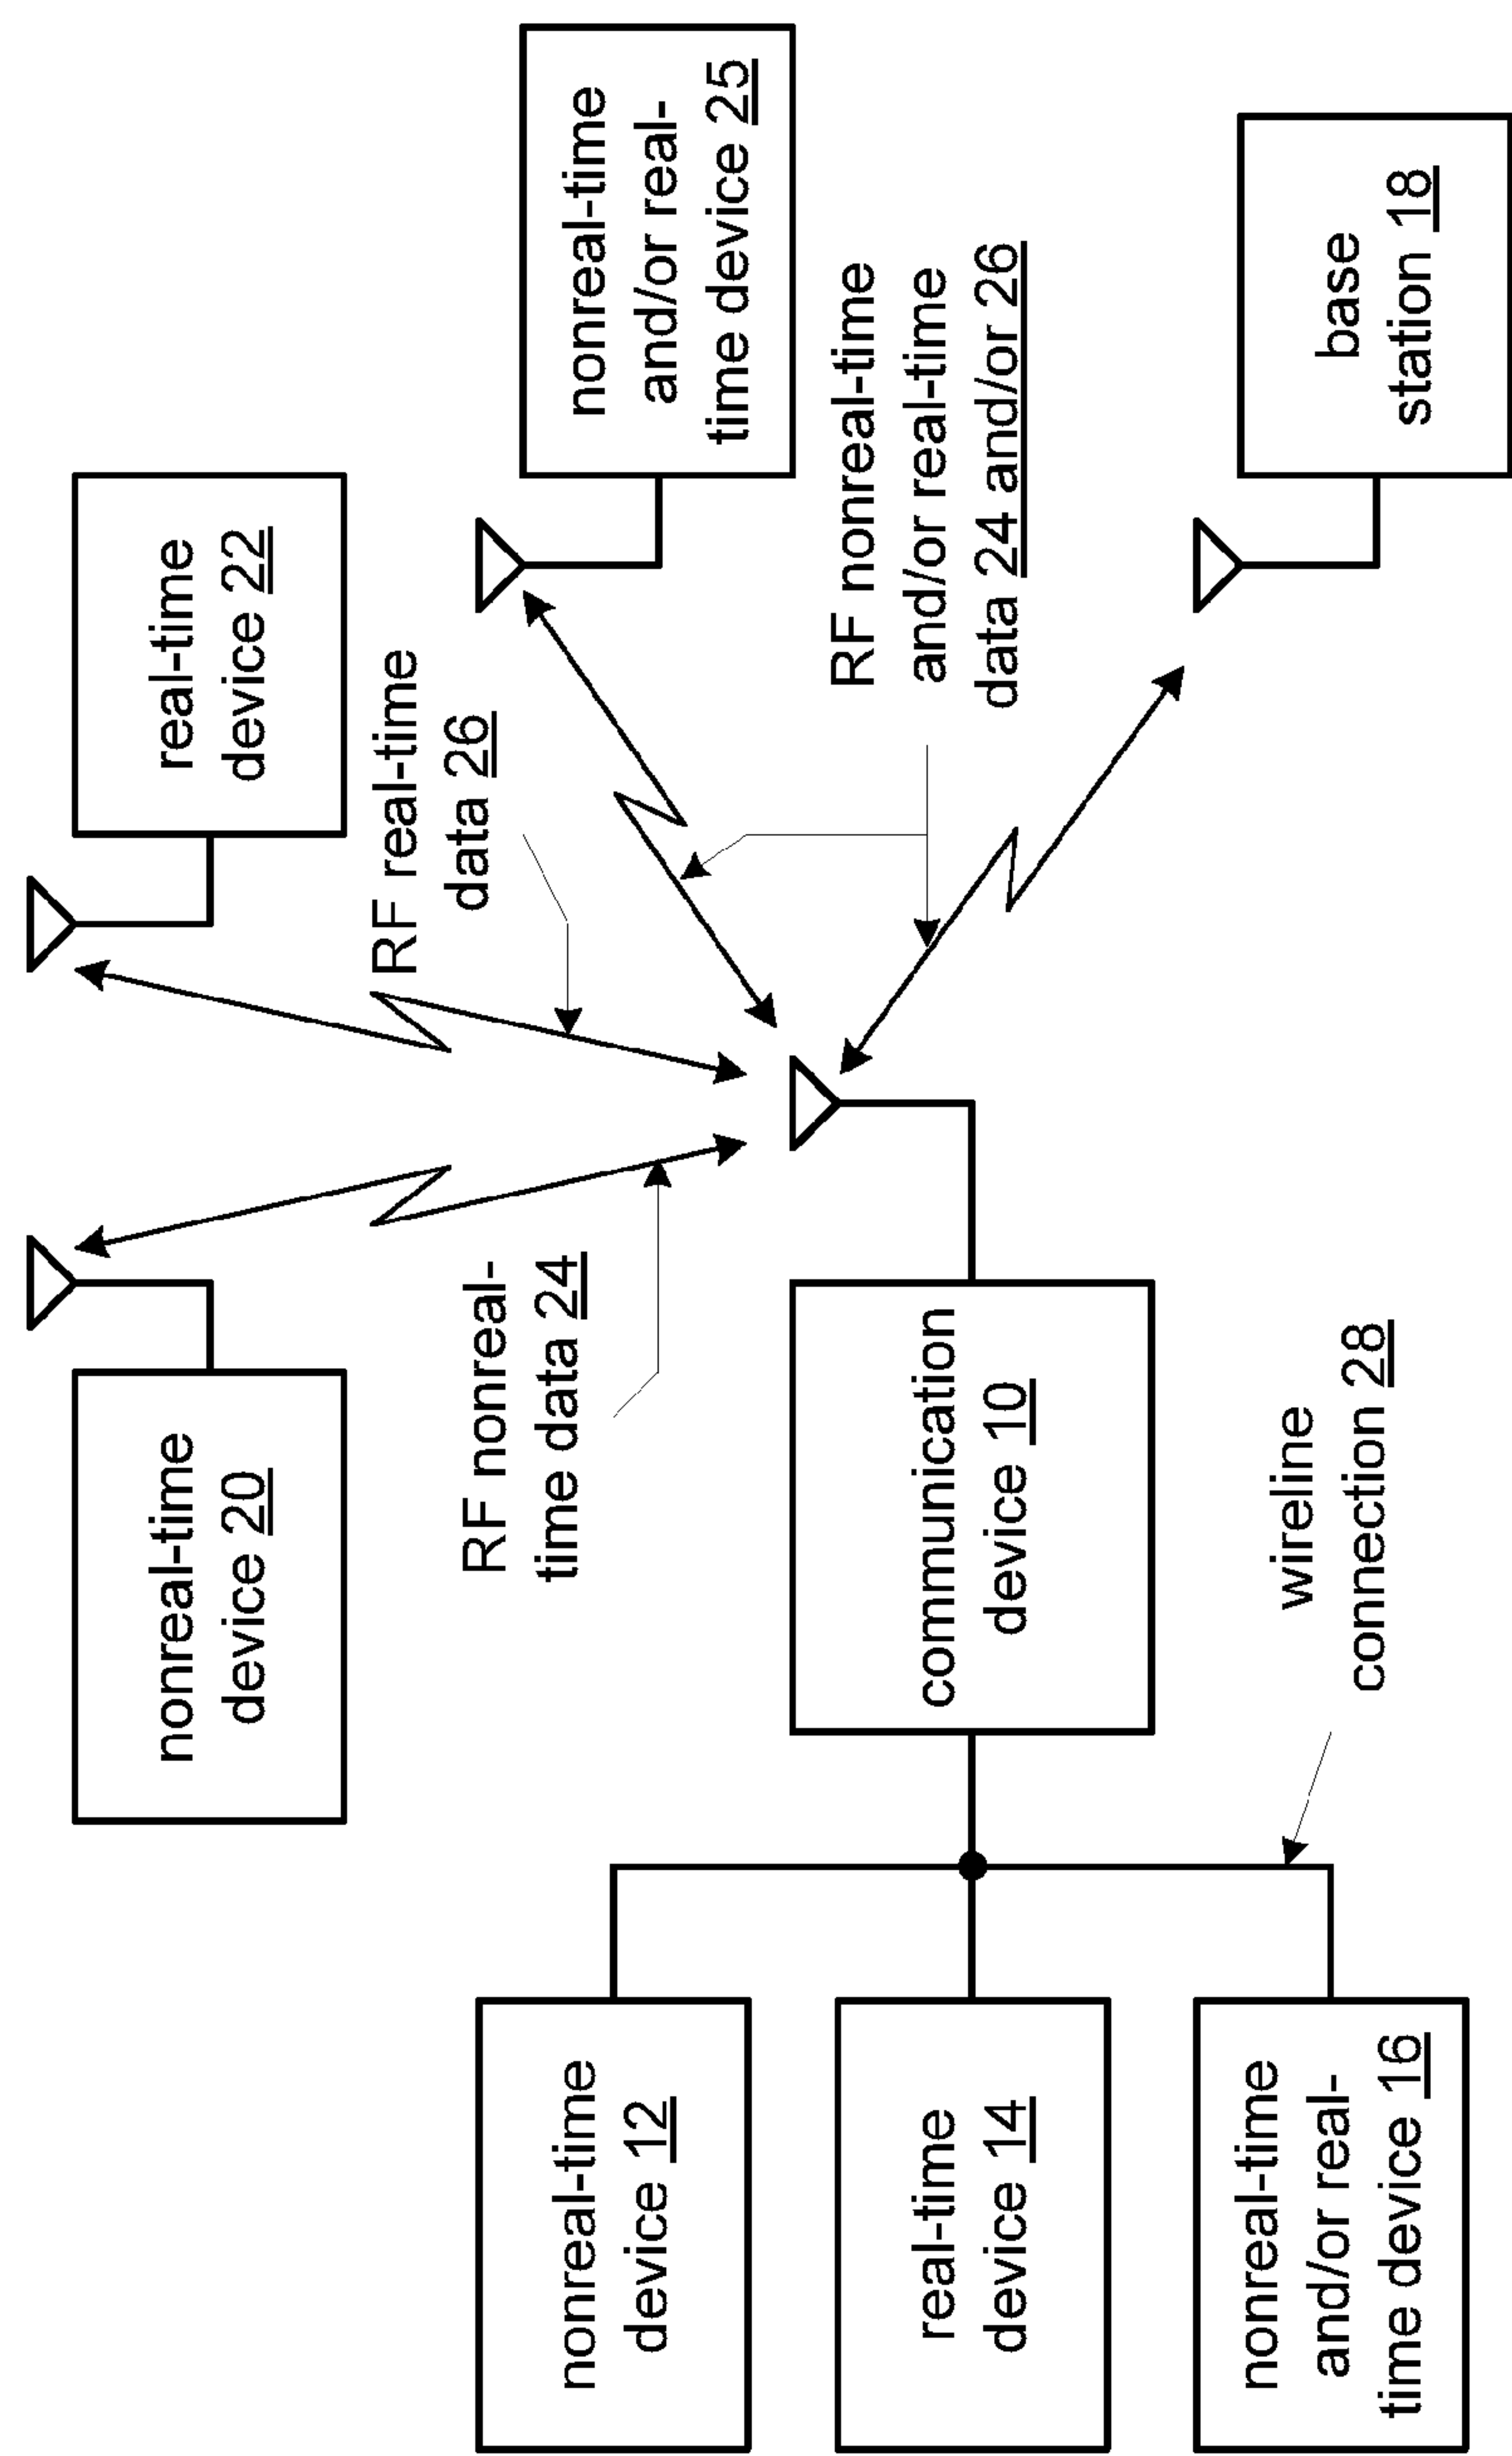 nonreal-time
device 20
real-time
device 22
RF real-time
data 26
RF nonreal-
time data 24
nonreal-time
and/or real-
time device 25
nonreal-time
device 12
real-time
device 14
nonreal-time
and/or real-
time device 16
communication
device 10
wireline
connection 28
RF nonreal-time
and/or real-time
data 24 and/or 26
base
station 18